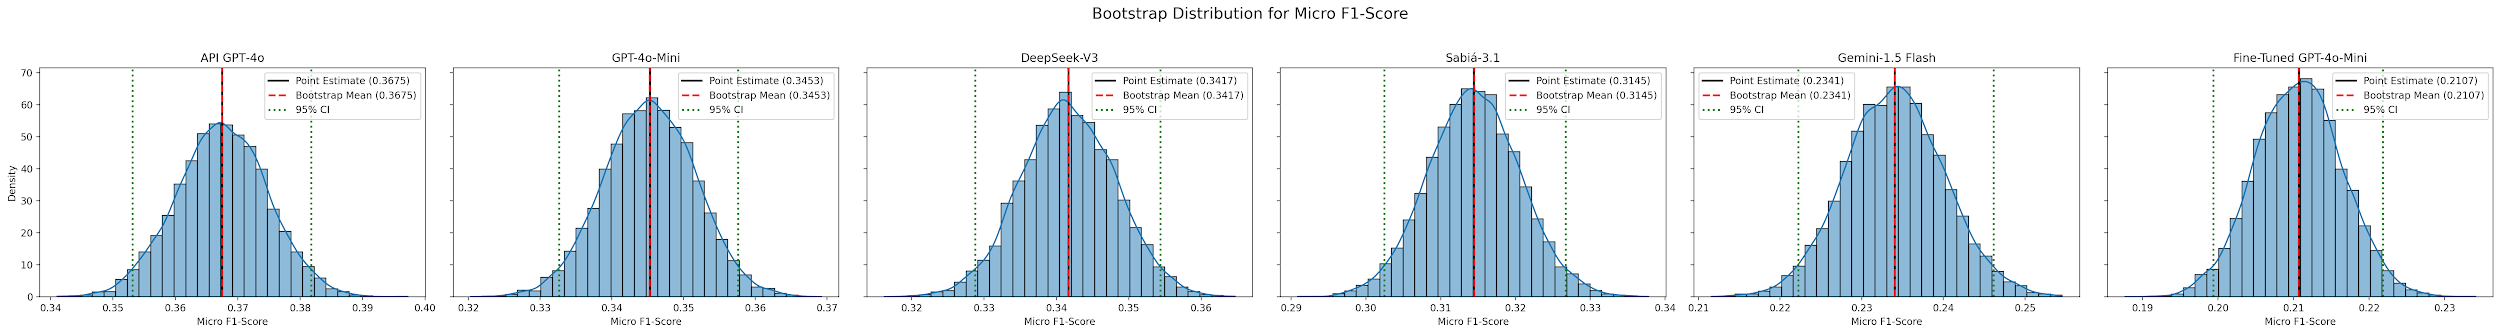 Bootstrap Distribution for Micro F1-Score
API GPT-4o
Density
70
60
50
40
30
20
10
0
Point Estimate (0.3675)
Bootstrap Mean (0.3675)
95% CI
0.34 0.35 0.36 0.37 0.38 0.39 0.40
Micro F1-Score
GPT-4o-Mini
Point Estimate (0.3453)
Bootstrap Mean (0.3453)
95% CI
0.32 0.33 0.34 0.35 0.36 0.37
Micro F1-Score
DeepSeek-V3
Point Estimate (0.3417)
Bootstrap Mean (0.3417)
95% CI
0.32 0.33 0.34 0.35 0.36
Micro F1-Score
Sabiá-3.1
Point Estimate (0.3145)
Bootstrap Mean (0.3145)
95% CI
0.29 0.30 0.31 0.32 0.33 0.34
Micro F1-Score
Gemini-1.5 Flash
Point Estimate (0.2341)
Bootstrap Mean (0.2341)
95% CI
0.21 0.22 0.23 0.24 0.25
Micro F1-Score
Fine-Tuned GPT-4o-Mini
Point Estimate (0.2107)
Bootstrap Mean (0.2107)
95% CI
0.19 0.20 0.21 0.22 0.23
Micro F1-Score